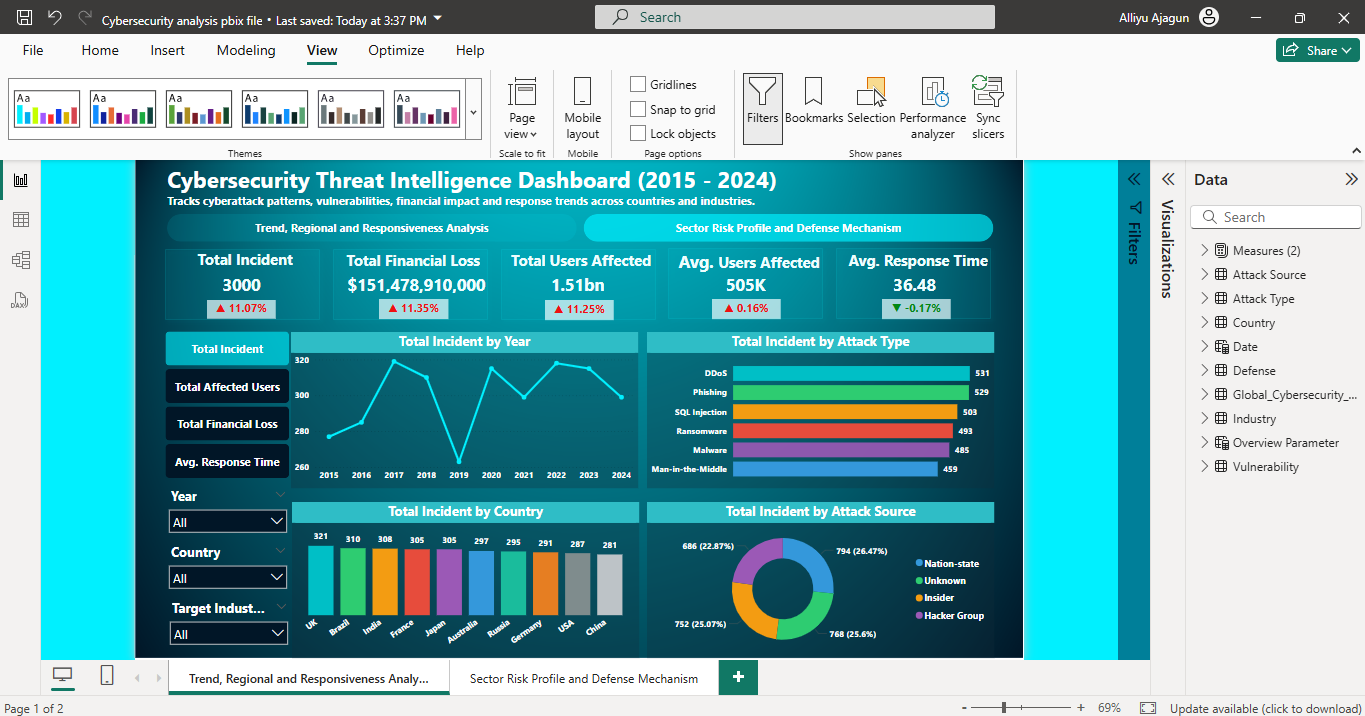 Cybersecurity analysis pbix file • Last saved: Today at 3:37 PM
Search
Alliyu Ajagun
File
Home
Insert
Modeling
View
Optimize
Help
Share
Aa
Aa
Aa
Aa
Aa
Aa
Themes
Page
view
Scale to fit
Mobile
layout
Mobile
Gridlines
Snap to grid
Lock objects
Page options
Filters
Bookmarks
Selection
Performance
analyzer
Sync
slicers
Show panes
DAX
Cybersecurity Threat Intelligence Dashboard (2015 - 2024)
Tracks cyberattack patterns, vulnerabilities, financial impact and response trends across countries and industries.
Trend, Regional and Responsiveness Analysis
Sector Risk Profile and Defense Mechanism
Total Incident
3000
▲ 11.07%
Total Financial Loss
$151,478,910,000
▲ 11.35%
Total Users Affected
1.51bn
▲ 11.25%
Avg. Users Affected
505K
▲ 0.16%
Avg. Response Time
36.48
▼ -0.17%
Total Incident
Total Affected Users
Total Financial Loss
Avg. Response Time
Year
All
Country
All
Target Indust...
All
Total Incident by Year
320
300
280
260
2015 2016 2017 2018 2019 2020 2021 2022 2023 2024
Total Incident by Attack Type
DDoS 531
Phishing 529
SQL Injection 503
Ransomware 493
Malware 485
Man-in-the-Middle 459
Total Incident by Country
321 310 308 305 305 297 295 291 287 281
UK Brazil India France Japan Australia Russia Germany USA China
Total Incident by Attack Source
686 (22.87%)
794 (26.47%)
752 (25.07%)
768 (25.6%)
Nation-state
Unknown
Insider
Hacker Group
Filters
Visualizations
Data
Search
Measures (2)
Attack Source
Attack Type
Country
Date
Defense
Global_Cybersecurity_...
Industry
Overview Parameter
Vulnerability
Trend, Regional and Responsiveness Analy...
Sector Risk Profile and Defense Mechanism
+
Page 1 of 2
- + 69%
Update available (click to download)